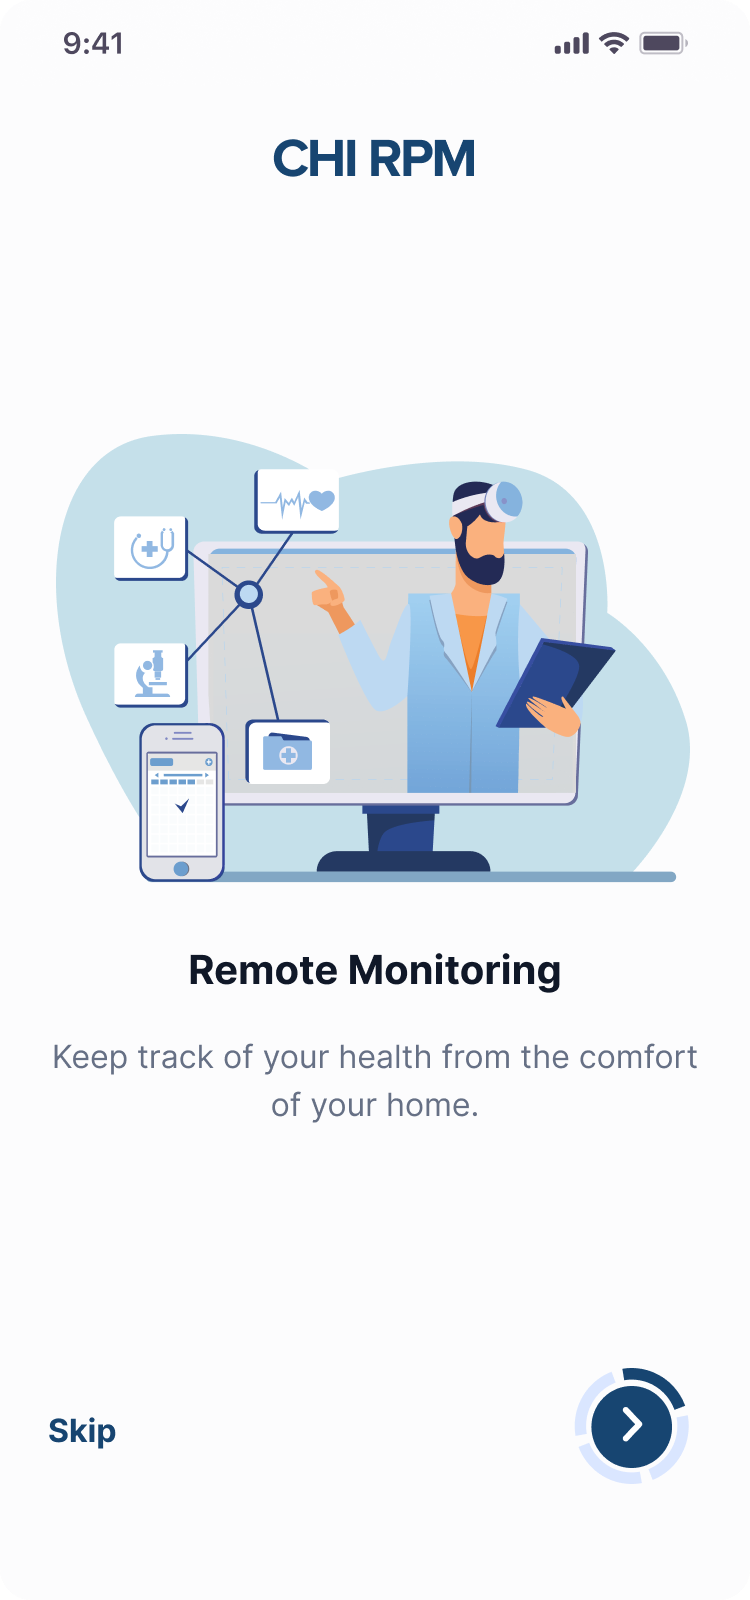 9:41
CHI RPM
Remote Monitoring
Keep track of your health from the comfort
of your home.
Skip